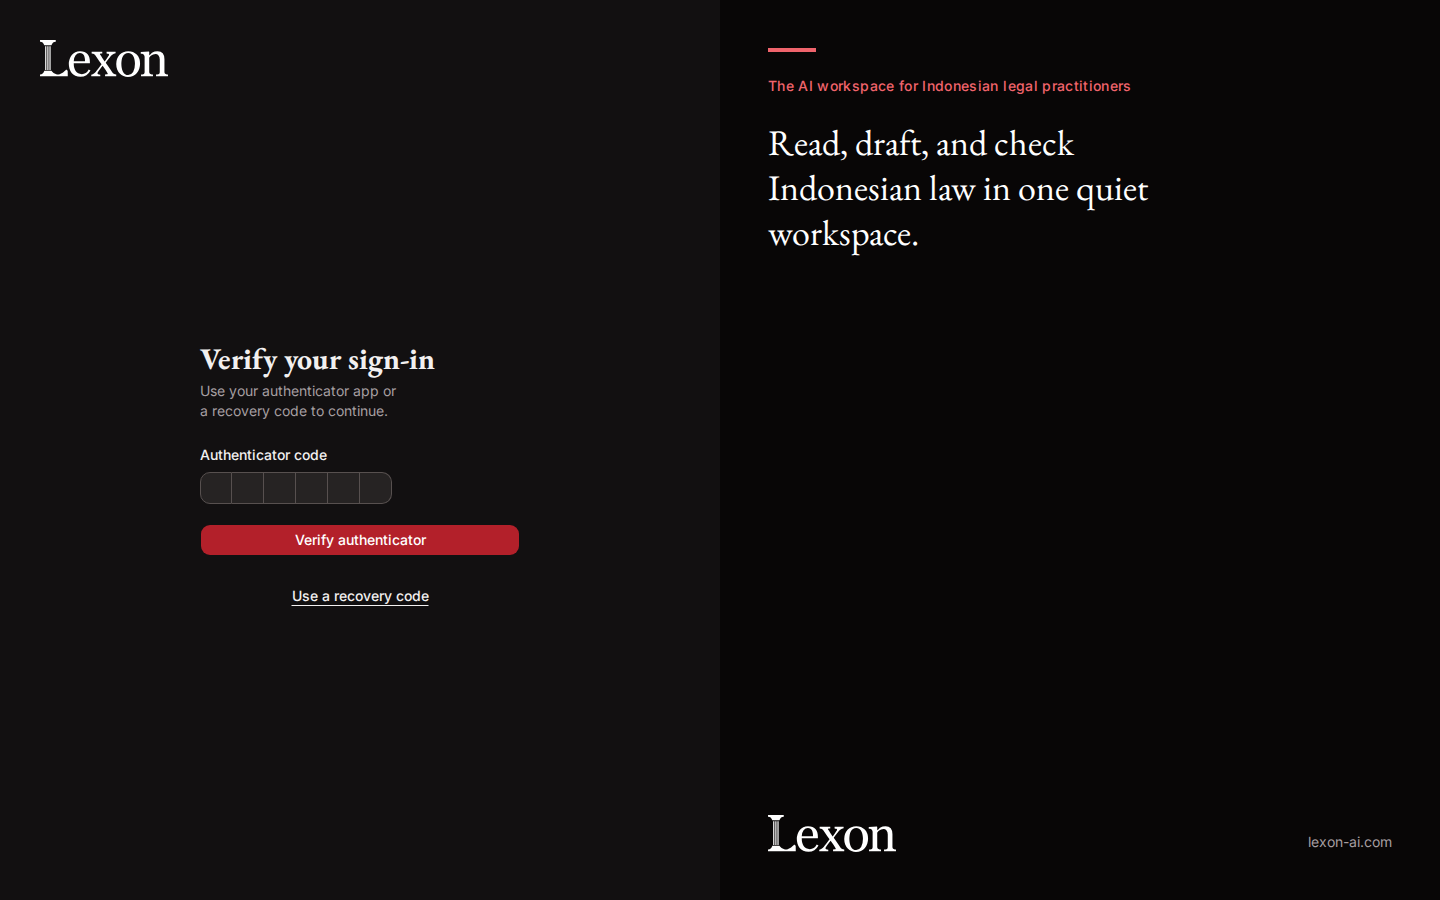 Lexon
Verify your sign-in
Use your authenticator app or
a recovery code to continue.
Authenticator code
Verify authenticator
Use a recovery code
The AI workspace for Indonesian legal practitioners
Read, draft, and check
Indonesian law in one quiet
workspace.
Lexon
lexon-ai.com